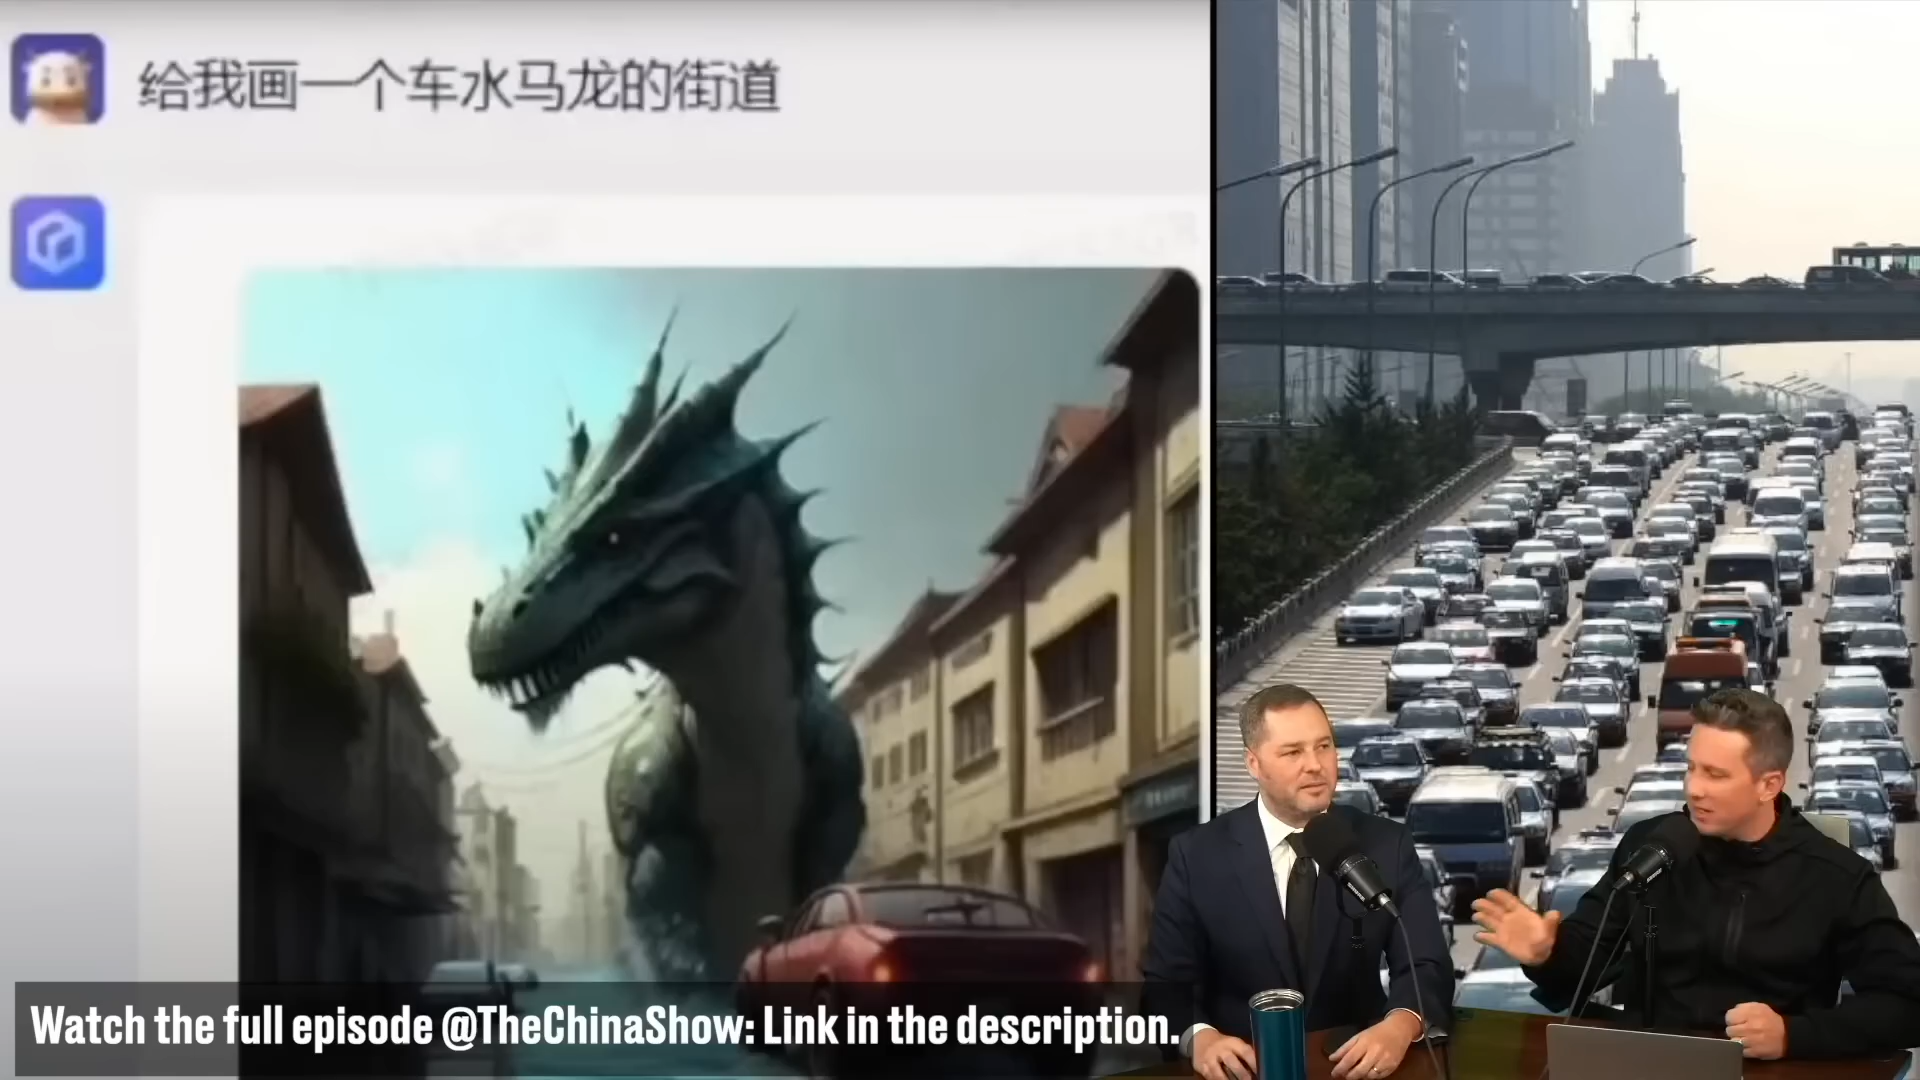 给我画一个车水马龙的街道
Watch the full episode @TheChinaShow: Link in the description.